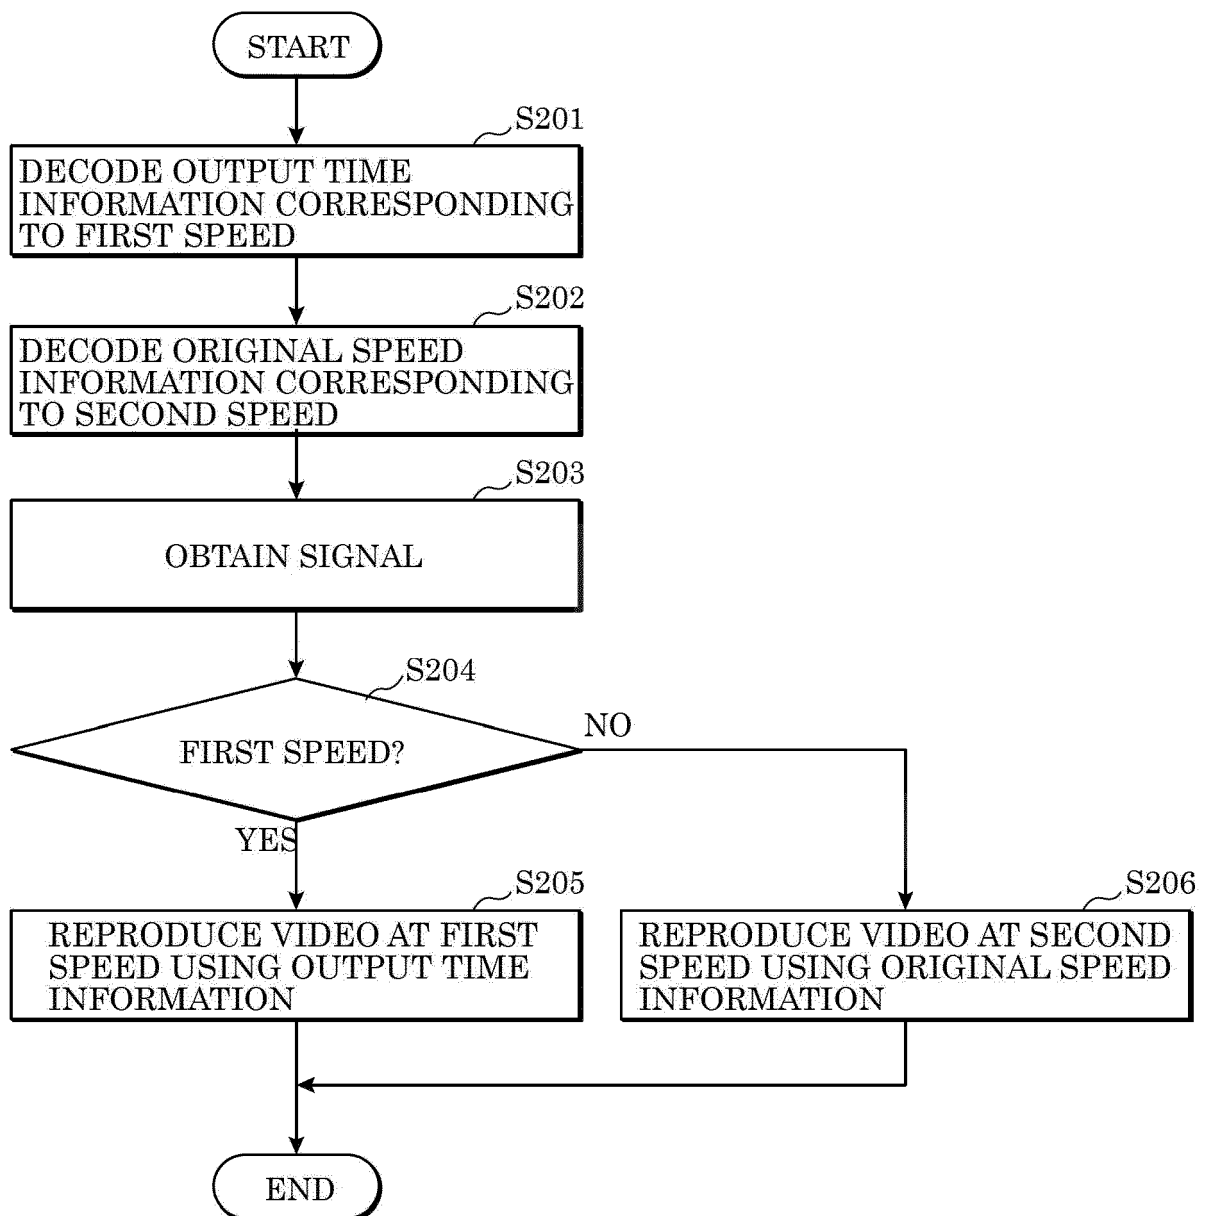 START
S201
DECODE OUTPUT TIME
INFORMATION CORRESPONDING
TO FIRST SPEED
S202
DECODE ORIGINAL SPEED
INFORMATION CORRESPONDING
TO SECOND SPEED
S203
OBTAIN SIGNAL
S204
FIRST SPEED?
NO
YES
S205
REPRODUCE VIDEO AT FIRST
SPEED USING OUTPUT TIME
INFORMATION
S206
REPRODUCE VIDEO AT SECOND
SPEED USING ORIGINAL SPEED
INFORMATION
END